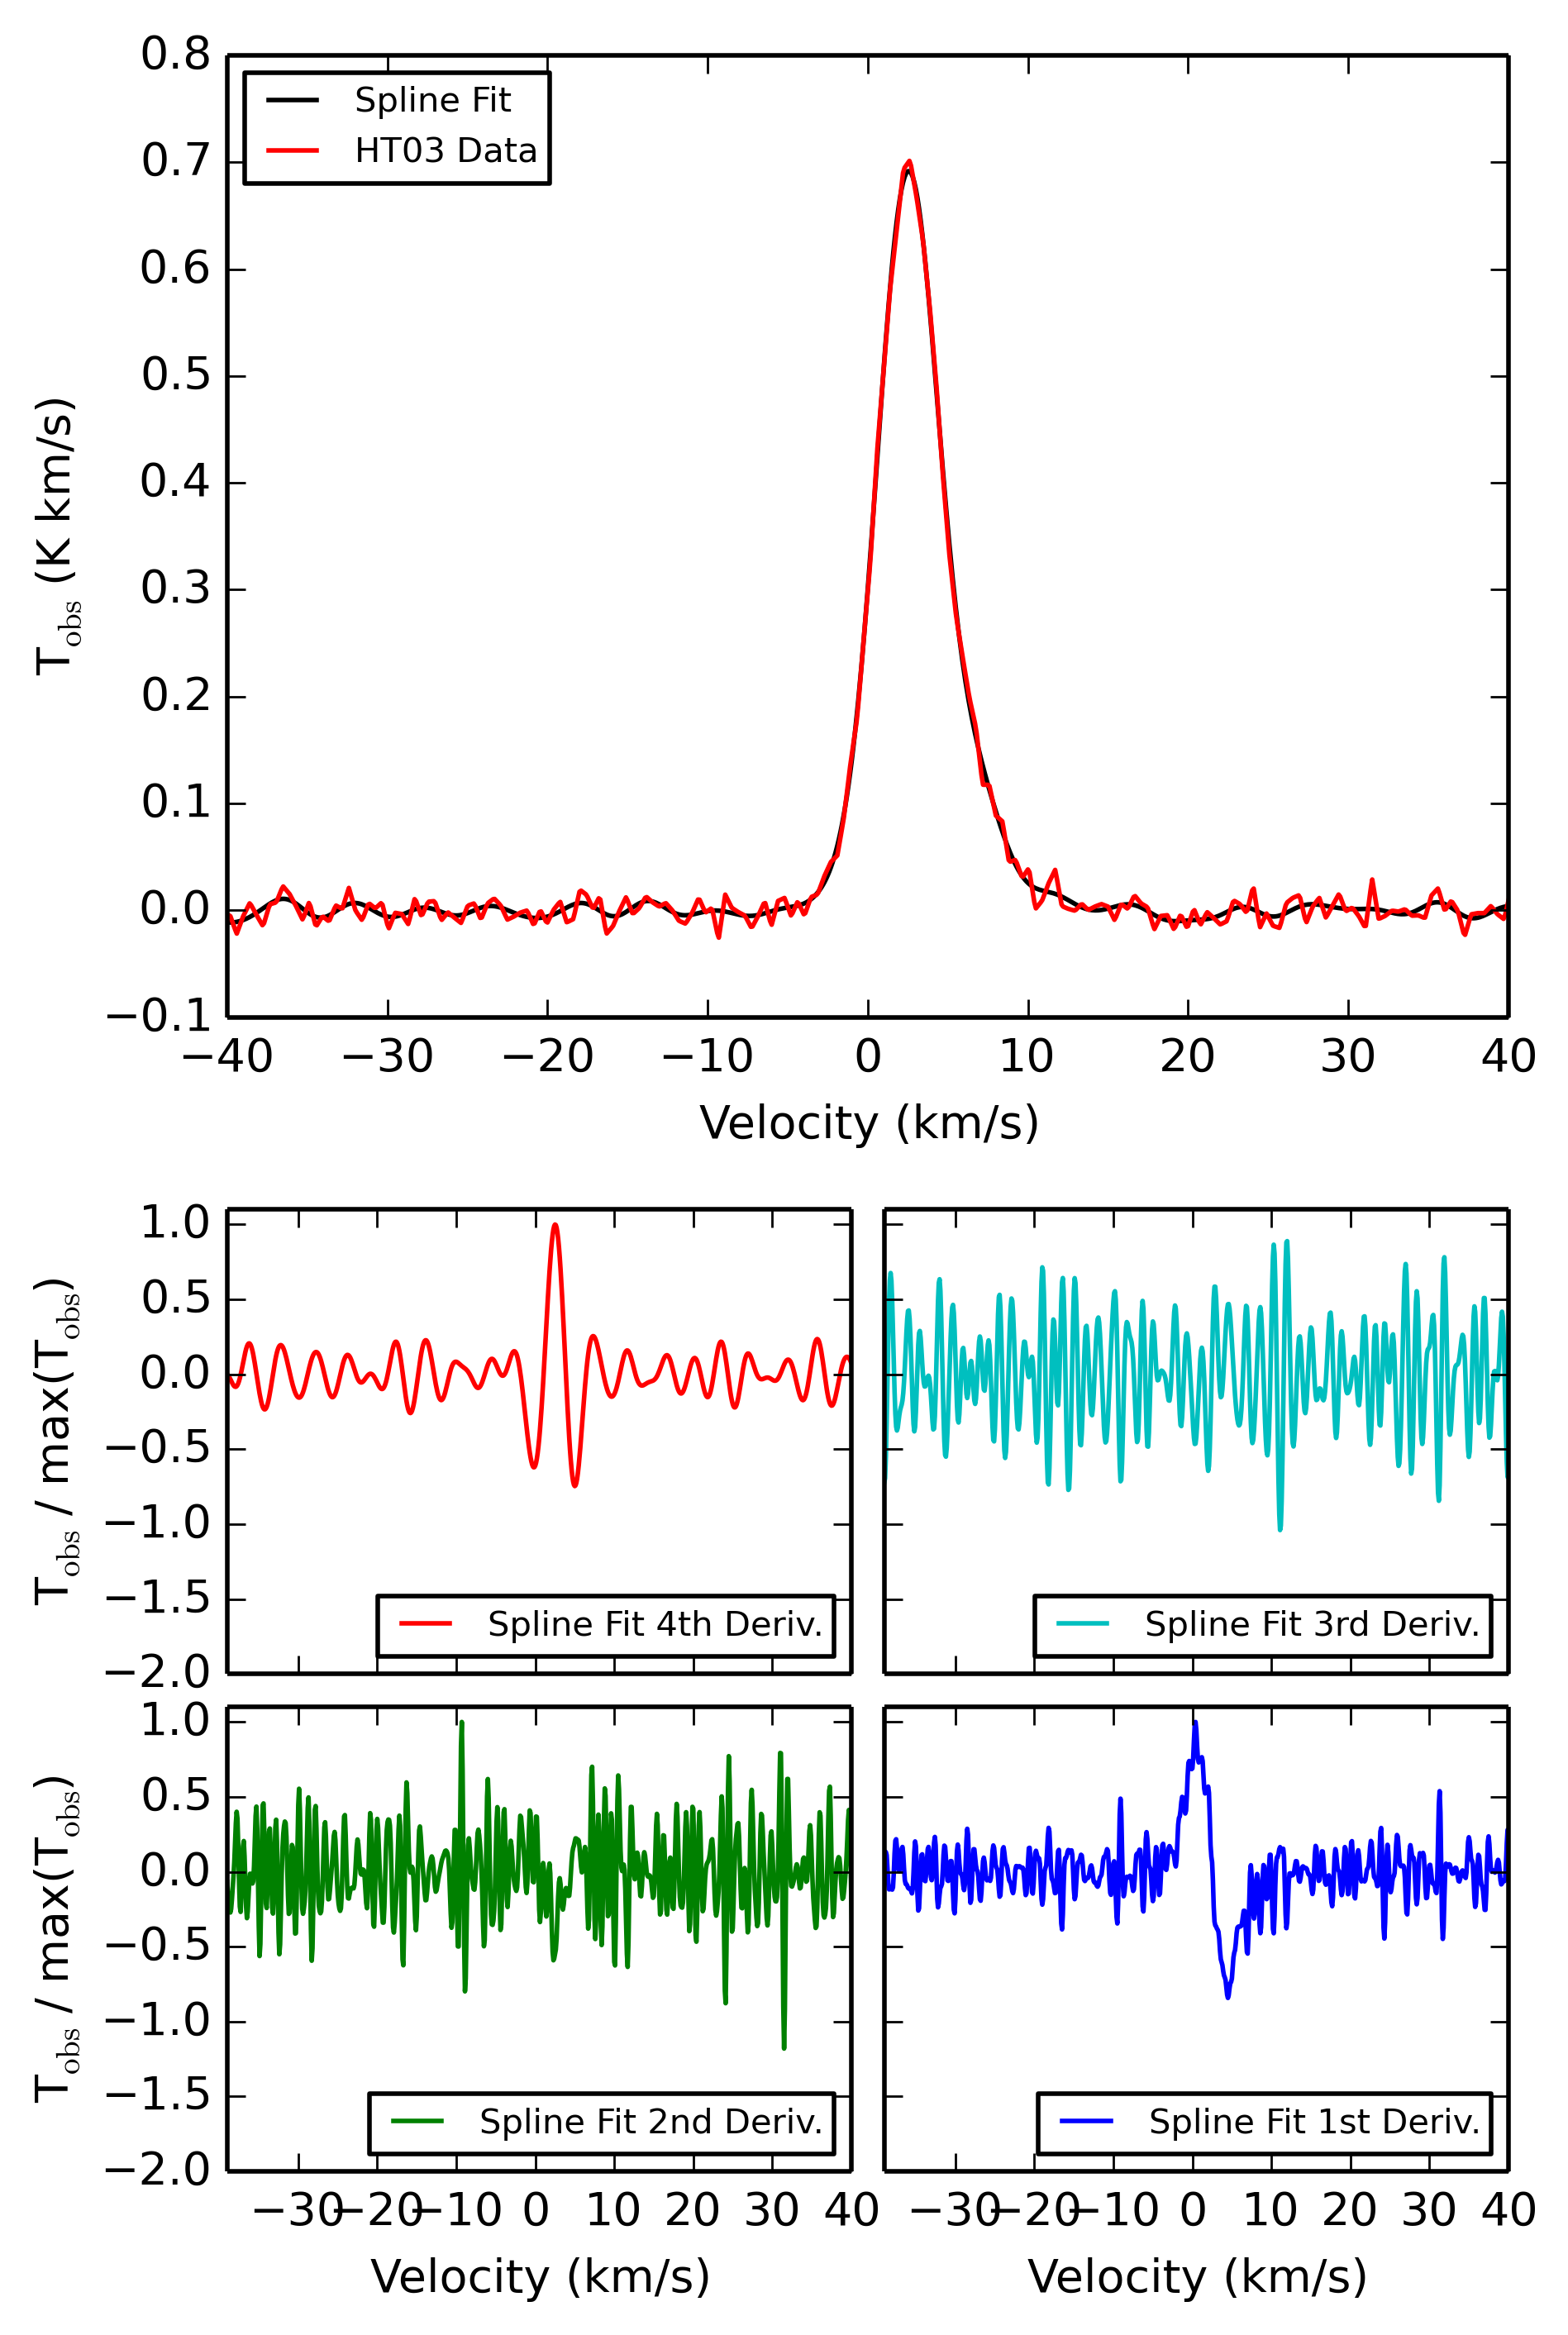 0.8
0.7
0.6
0.5
0.4
0.3
0.2
0.1
0.0
−0.1
T_obs (K km/s)
Spline Fit
HT03 Data
−40 −30 −20 −10 0 10 20 30 40
Velocity (km/s)
1.0
0.5
0.0
−0.5
−1.0
−1.5
−2.0
T_obs / max(T_obs)
Spline Fit 4th Deriv.
Spline Fit 3rd Deriv.
1.0
0.5
0.0
−0.5
−1.0
−1.5
−2.0
T_obs / max(T_obs)
Spline Fit 2nd Deriv.
Spline Fit 1st Deriv.
−30 −20 −10 0 10 20 30 40
−30 −20 −10 0 10 20 30 40
Velocity (km/s)
Velocity (km/s)